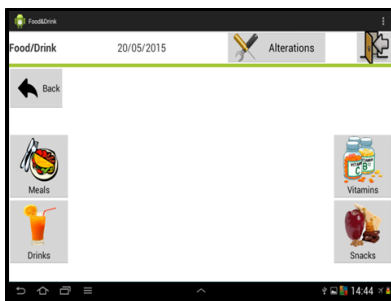 Food&Drink
Food/Drink 20/05/2015 Alterations
Back
Meals
Vitamins
Drinks
Snacks
14:44